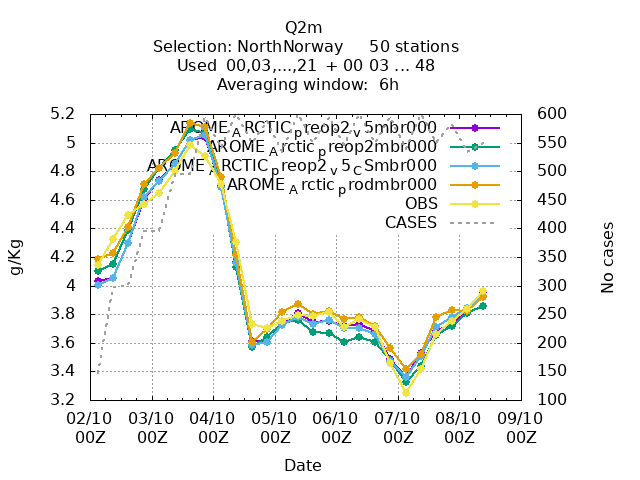 Q2m
Selection: NorthNorway 50 stations
Used 00,03,...,21 + 00 03 ... 48
Averaging window: 6h
AROME_ARCTIC_preop2_v5mbr000
AROME_Arctic_preop2mbr000
AROME_ARCTIC_preop2_v5_CSmbr000
AROME_Arctic_prodmbr000
OBS
CASES
5.2
5
4.8
4.6
4.4
4.2
4
3.8
3.6
3.4
3.2
g/Kg
600
550
500
450
400
350
300
250
200
150
100
No cases
02/10 03/10 04/10 05/10 06/10 07/10 08/10 09/10
00Z 00Z 00Z 00Z 00Z 00Z 00Z 00Z
Date